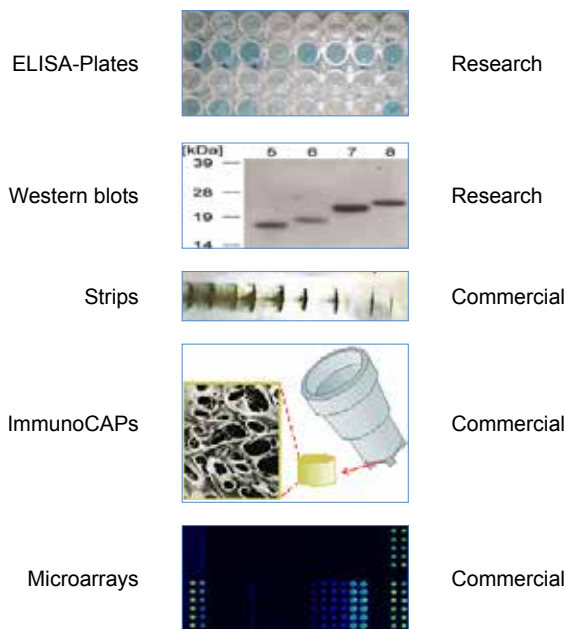 ELISA-Plates Research
[kDa] 5 6 7 8
39
28
19
14
Western blots Research
Strips Commercial
ImmunoCAPs Commercial
Microarrays Commercial